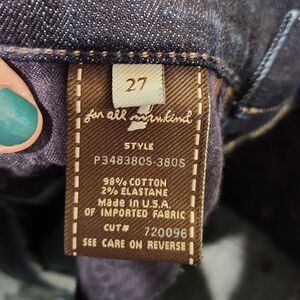 27
for all mankind
STYLE
P348380S-380S
98% COTTON
2% ELASTANE
Made in U.S.A.
OF IMPORTED FABRIC
CUT# 720096
SEE CARE ON REVERSE